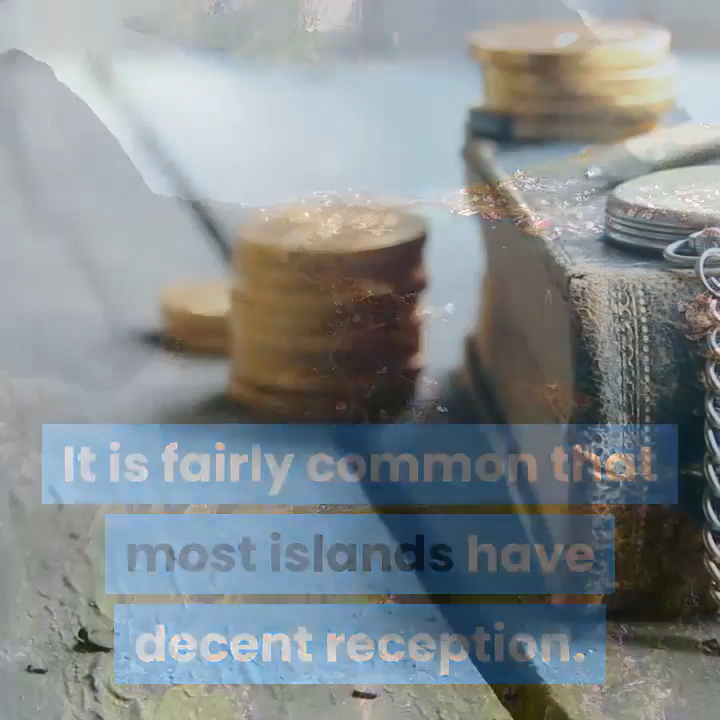 It is fairly common that
most islands have
decent reception.